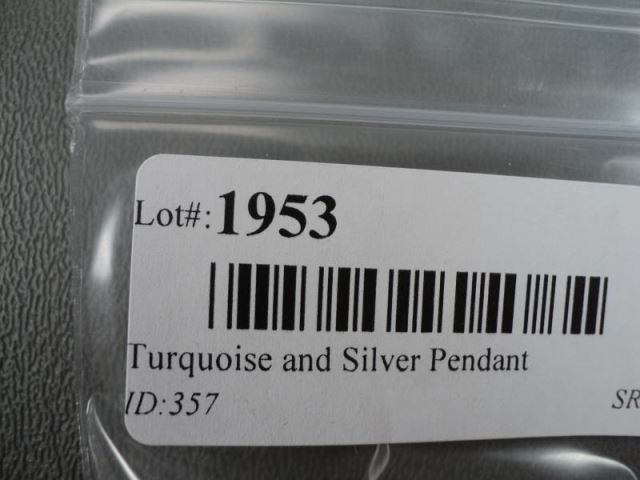 Lot#: 1953
Turquoise and Silver Pendant
ID:357 SR